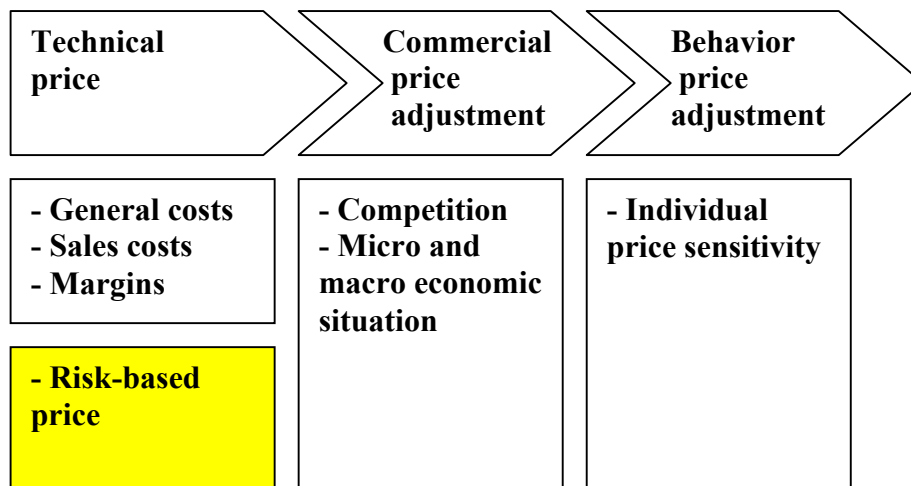 Technical
price
Commercial
price
adjustment
Behavior
price
adjustment
- General costs
- Sales costs
- Margins
- Risk-based
price
- Competition
- Micro and
macro economic
situation
- Individual
price sensitivity